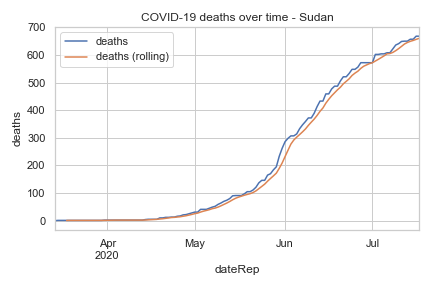 COVID-19 deaths over time - Sudan
deaths
deaths (rolling)
700
600
500
400
300
200
100
0
deaths
Apr
2020
May
Jun
Jul
dateRep